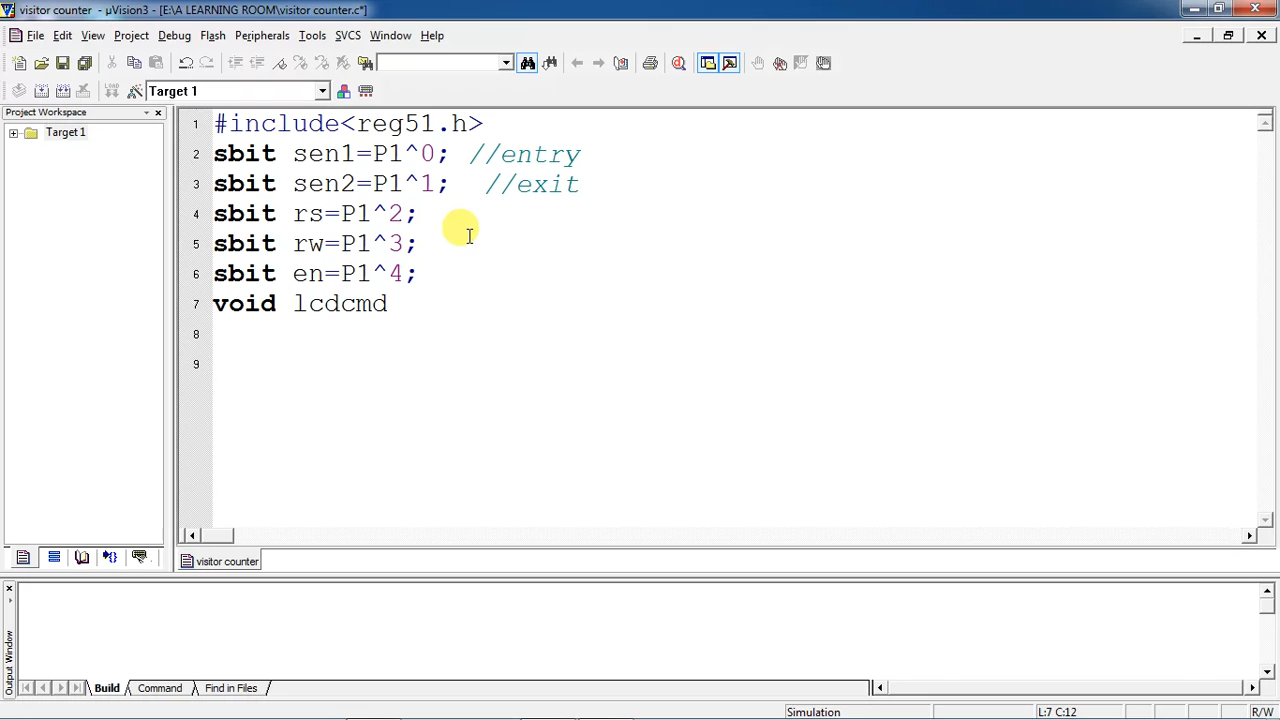 visitor counter - µVision3 - [E:\A LEARNING ROOM\visitor counter.c*]
File Edit View Project Debug Flash Peripherals Tools SVCS Window Help
LOAD Target 1
Project Workspace
Target 1
1 #include<reg51.h>
2 sbit sen1=P1^0; //entry
3 sbit sen2=P1^1; //exit
4 sbit rs=P1^2;
5 sbit rw=P1^3;
6 sbit en=P1^4;
7 void lcdcmd
8
9
visitor counter
Output Window
Build Command Find in Files
Simulation L:7 C:12 R/W